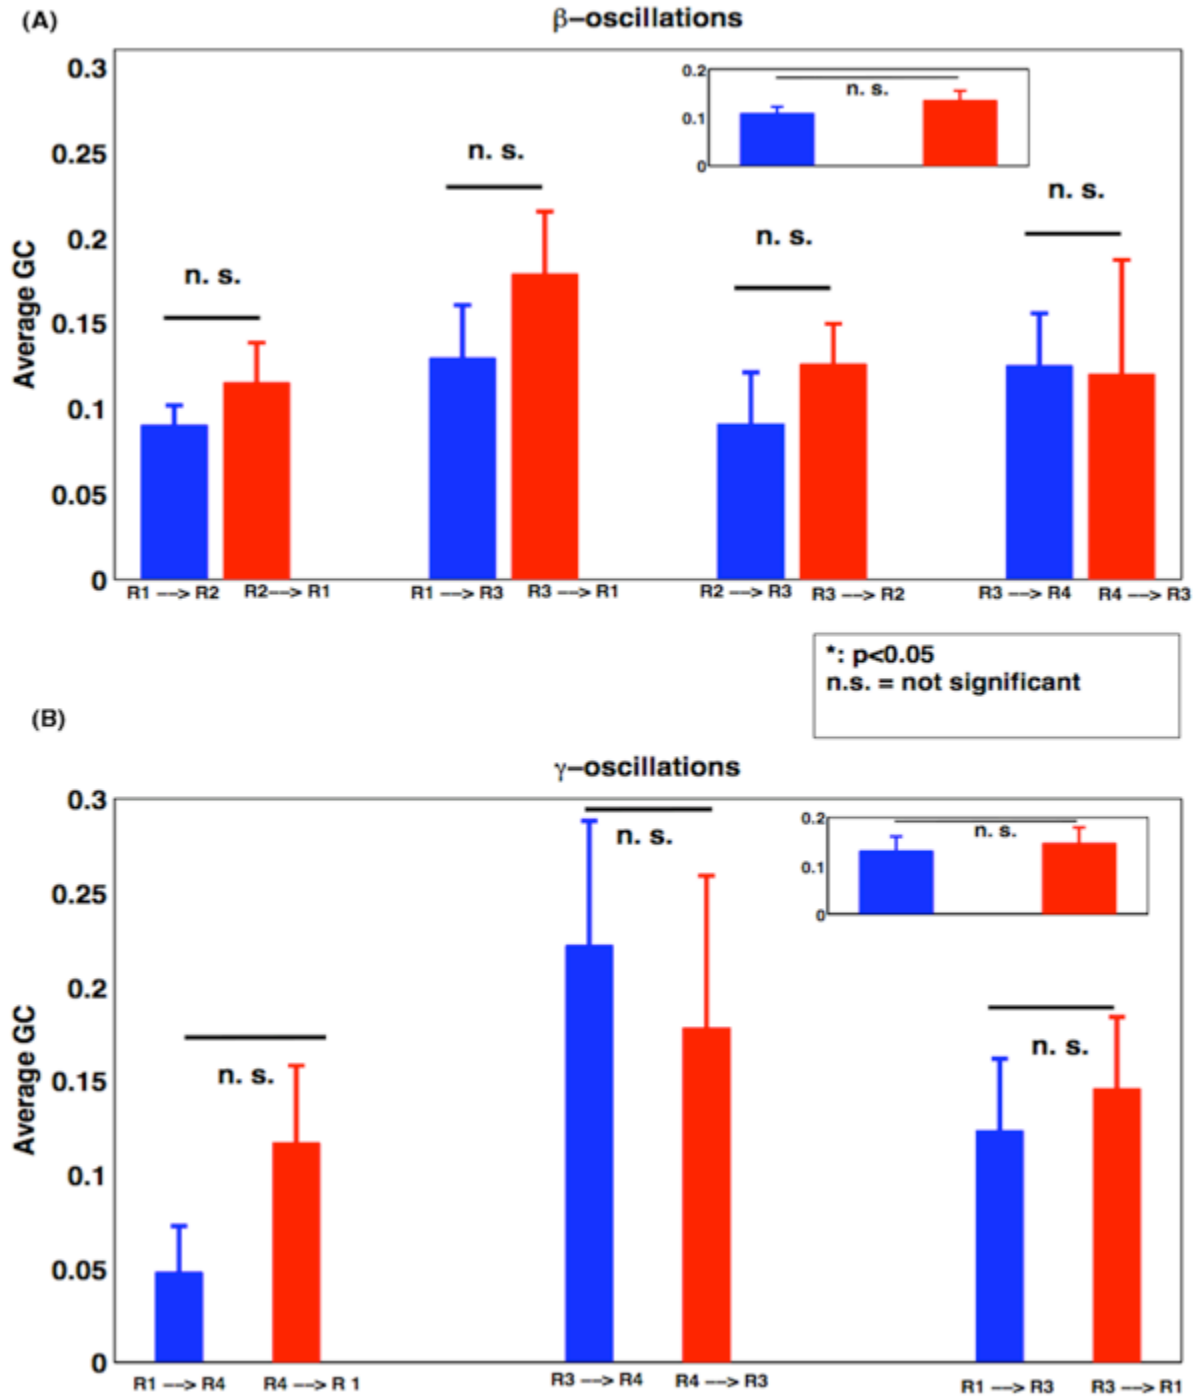 (A)
β–oscillations
0.3
0.25
0.2
0.15
0.1
0.05
0
Average GC
n. s.
n. s.
n. s.
n. s.
0.2
0.1
0
n. s.
R1 ––> R2
R2––> R1
R1 ––> R3
R3 ––> R1
R2 ––> R3
R3 ––> R2
R3 ––> R4
R4 ––> R3
*: p<0.05
n.s. = not significant
(B)
γ–oscillations
0.3
0.25
0.2
0.15
0.1
0.05
0
Average GC
n. s.
n. s.
n. s.
0.2
0.1
0
n. s.
R1 ––> R4
R4 ––> R 1
R3 ––> R4
R4 ––> R3
R1 ––> R3
R3 ––> R1